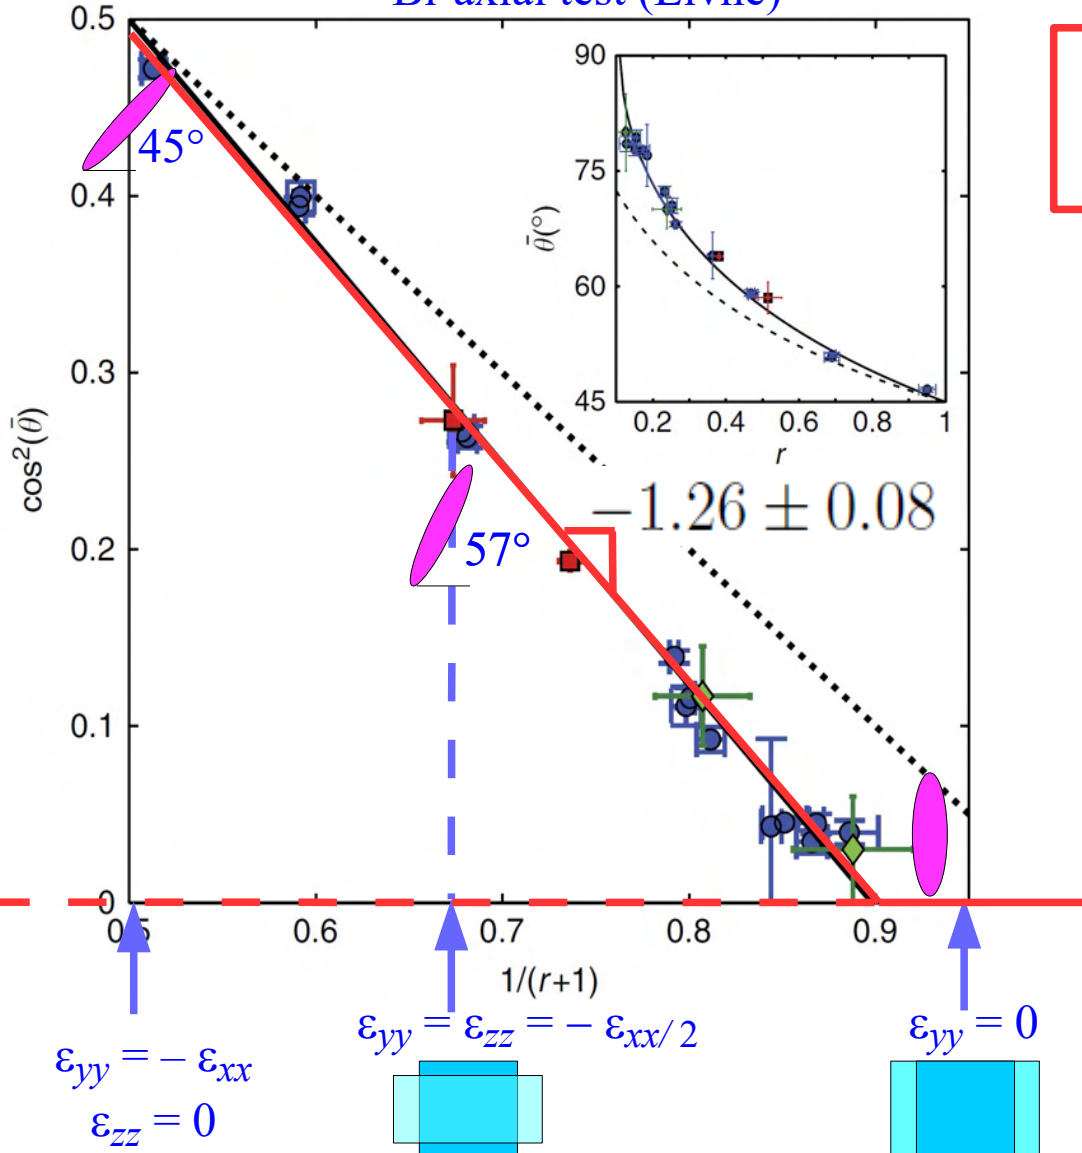 Bi-axial test (Livne)
0.5
0.4
0.3
0.2
0.1
0
cos²(θ̄)
45°
57°
90
75
60
45
θ̄(°)
0.2
0.4
0.6
0.8
1
r
−1.26 ± 0.08
0.5
0.6
0.7
0.8
0.9
1/(r+1)
εyy = − εxx
εzz = 0
εyy = εzz = − εxx/2
εyy = 0